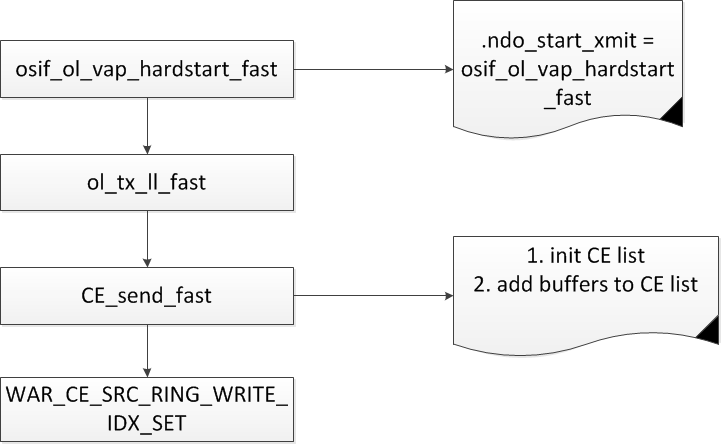 osif_ol_vap_hardstart_fast
.ndo_start_xmit =
osif_ol_vap_hardstart
_fast
ol_tx_ll_fast
CE_send_fast
1. init CE list
2. add buffers to CE list
WAR_CE_SRC_RING_WRITE_
IDX_SET